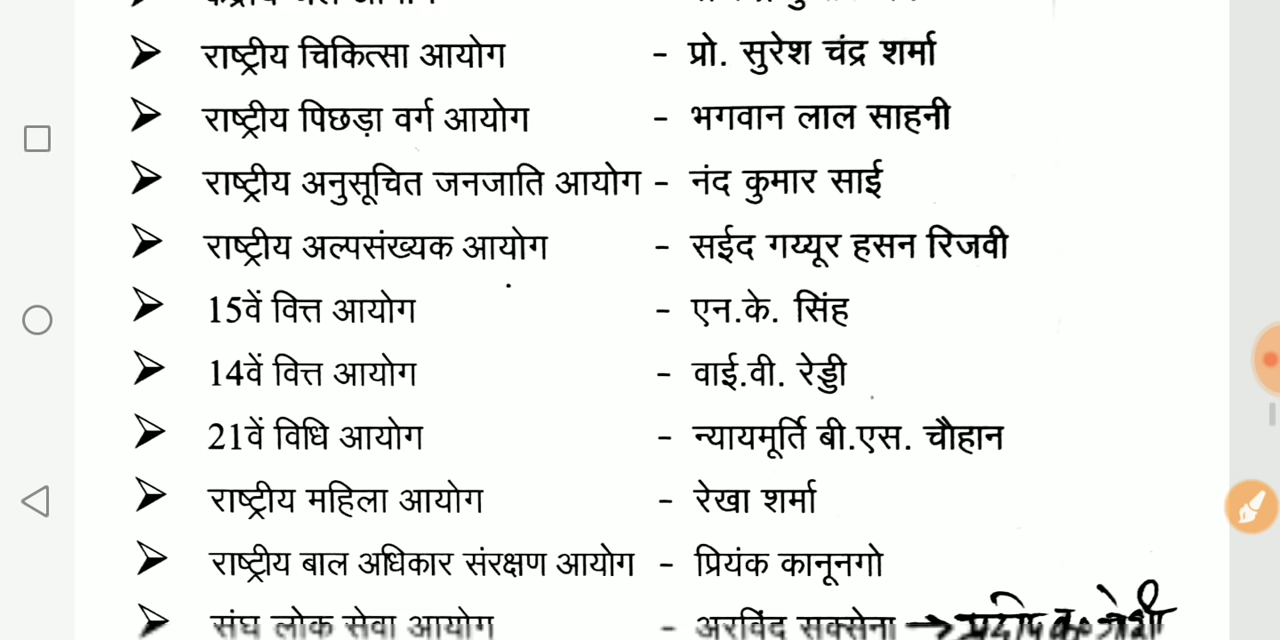 ➤ राष्ट्रीय चिकित्सा आयोग - प्रो. सुरेश चंद्र शर्मा
➤ राष्ट्रीय पिछड़ा वर्ग आयोग - भगवान लाल साहनी
➤ राष्ट्रीय अनुसूचित जनजाति आयोग - नंद कुमार साई
➤ राष्ट्रीय अल्पसंख्यक आयोग - सईद गय्यूर हसन रिजवी
➤ 15वें वित्त आयोग - एन.के. सिंह
➤ 14वें वित्त आयोग - वाई.वी. रेड्डी
➤ 21वें विधि आयोग - न्यायमूर्ति बी.एस. चौहान
➤ राष्ट्रीय महिला आयोग - रेखा शर्मा
➤ राष्ट्रीय बाल अधिकार संरक्षण आयोग - प्रियंक कानूनगो
➤ संघ लोक सेवा आयोग - अरविंद सक्सेना →